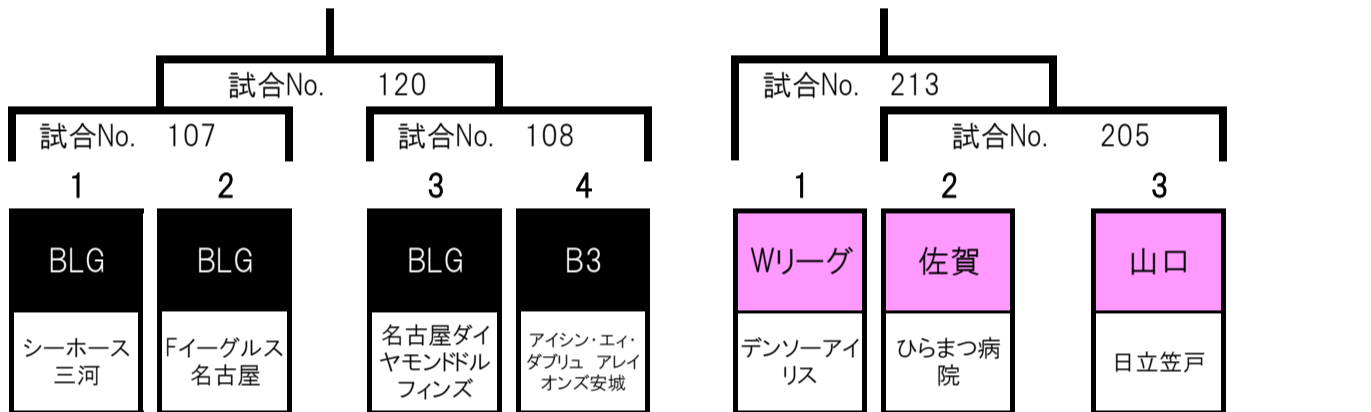 試合No. 120
試合No. 213
試合No. 107
試合No. 108
試合No. 205
1
2
3
4
1
2
3
BLG
BLG
BLG
B3
Wリーグ
佐賀
山口
シーホース
三河
Fイーグルス
名古屋
名古屋ダイ
ヤモンドドル
フィンズ
アイシン・エィ・
ダブリュ アレイ
オンズ安城
デンソーアイ
リス
ひらまつ病
院
日立笠戸